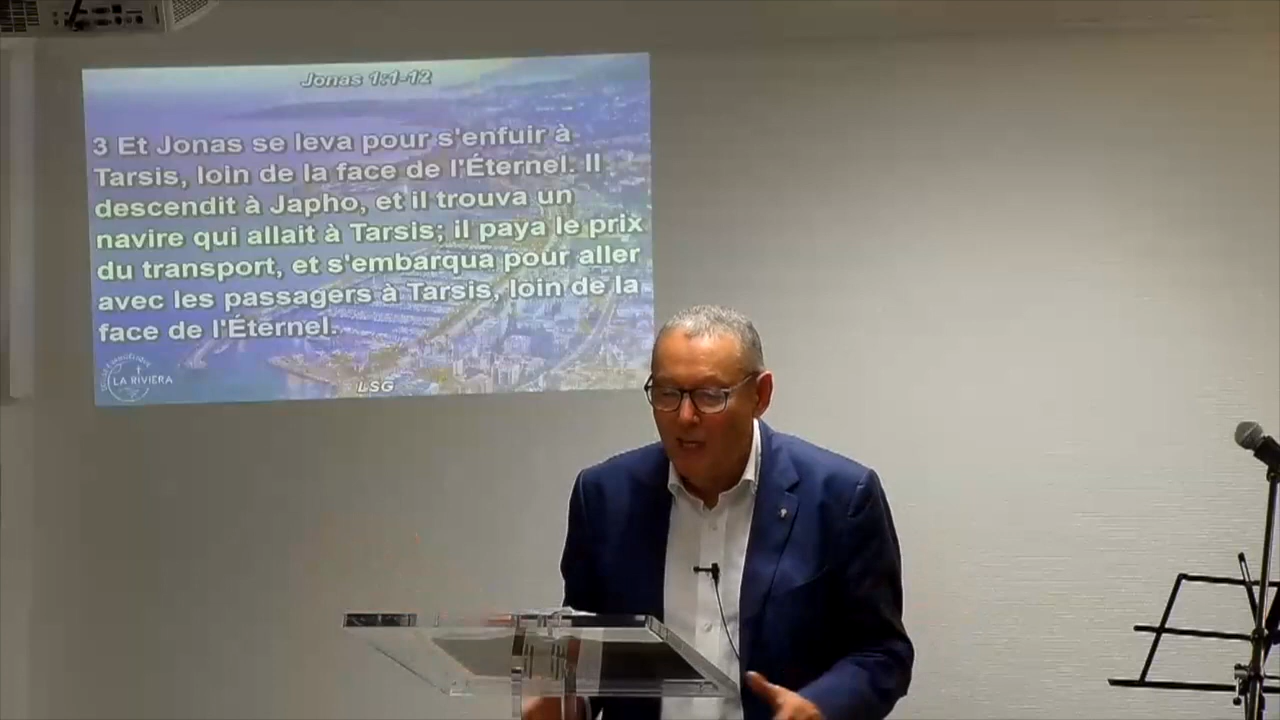 Jonas 1:1-12
3 Et Jonas se leva pour s'enfuir à
Tarsis, loin de la face de l'Éternel. Il
descendit à Japho, et il trouva un
navire qui allait à Tarsis; il paya le prix
du transport, et s'embarqua pour aller
avec les passagers à Tarsis, loin de la
face de l'Éternel.
LA RIVIERA
LSG